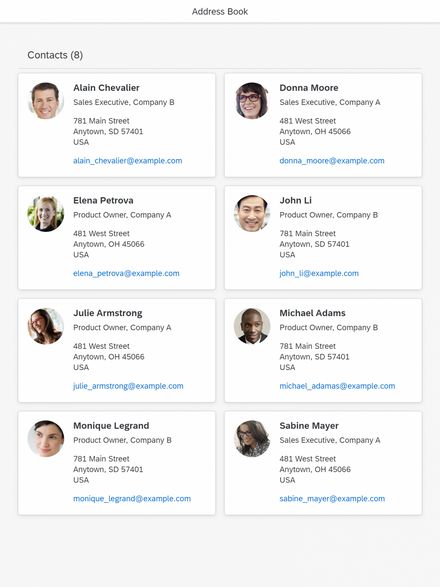 Address Book
Contacts (8)
Alain Chevalier
Sales Executive, Company B
781 Main Street
Anytown, SD 57401
USA
alain_chevalier@example.com
Donna Moore
Sales Executive, Company A
481 West Street
Anytown, OH 45066
USA
donna_moore@example.com
Elena Petrova
Product Owner, Company A
481 West Street
Anytown, OH 45066
USA
elena_petrova@example.com
John Li
Product Owner, Company B
781 Main Street
Anytown, SD 57401
USA
john_li@example.com
Julie Armstrong
Product Owner, Company A
481 West Street
Anytown, OH 45066
USA
julie_armstrong@example.com
Michael Adams
Product Owner, Company B
781 Main Street
Anytown, SD 57401
USA
michael_adamas@example.com
Monique Legrand
Product Owner, Company B
781 Main Street
Anytown, SD 57401
USA
monique_legrand@example.com
Sabine Mayer
Sales Executive, Company A
481 West Street
Anytown, OH 45066
USA
sabine_mayer@example.com